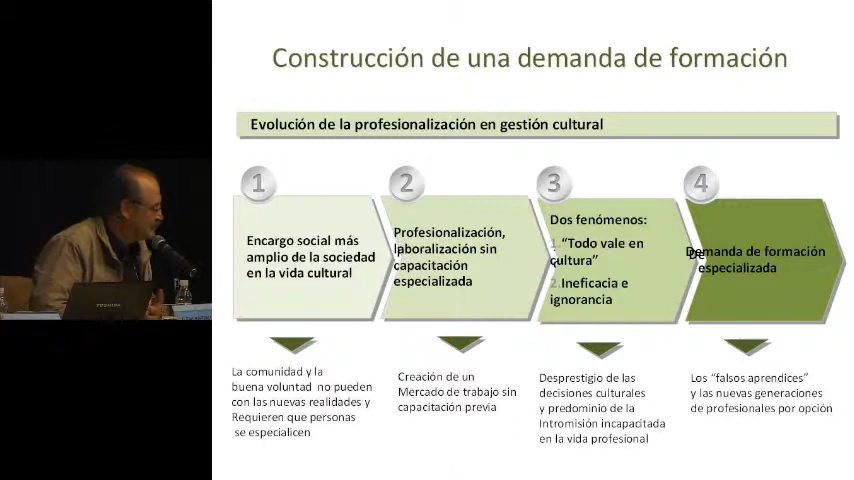 Construcción de una demanda de formación
Evolución de la profesionalización en gestión cultural
1
Encargo social más
amplio de la sociedad
en la vida cultural
La comunidad y la
buena voluntad no pueden
con las nuevas realidades y
Requieren que personas
se especialicen
2
Profesionalización,
laboralización sin
capacitación
especializada
Creación de un
Mercado de trabajo sin
capacitación previa
3
Dos fenómenos:
1. “Todo vale en
cultura”
2. Ineficacia e
ignorancia
Desprestigio de las
decisiones culturales
y predominio de la
Intromisión incapacitada
en la vida profesional
4
Demanda de formación
especializada
Los “falsos aprendices”
y las nuevas generaciones
de profesionales por opción